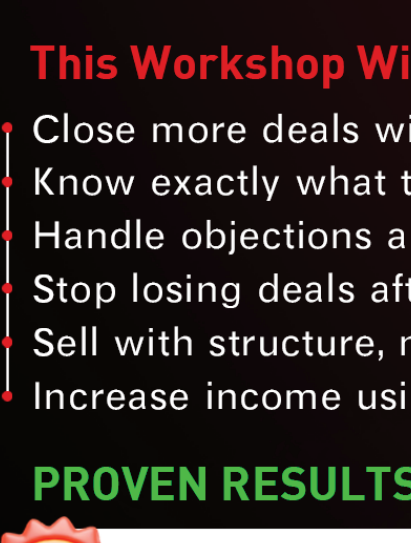 This Workshop Wi
Close more deals wi
Know exactly what t
Handle objections a
Stop losing deals aft
Sell with structure, n
Increase income usi
PROVEN RESULTS